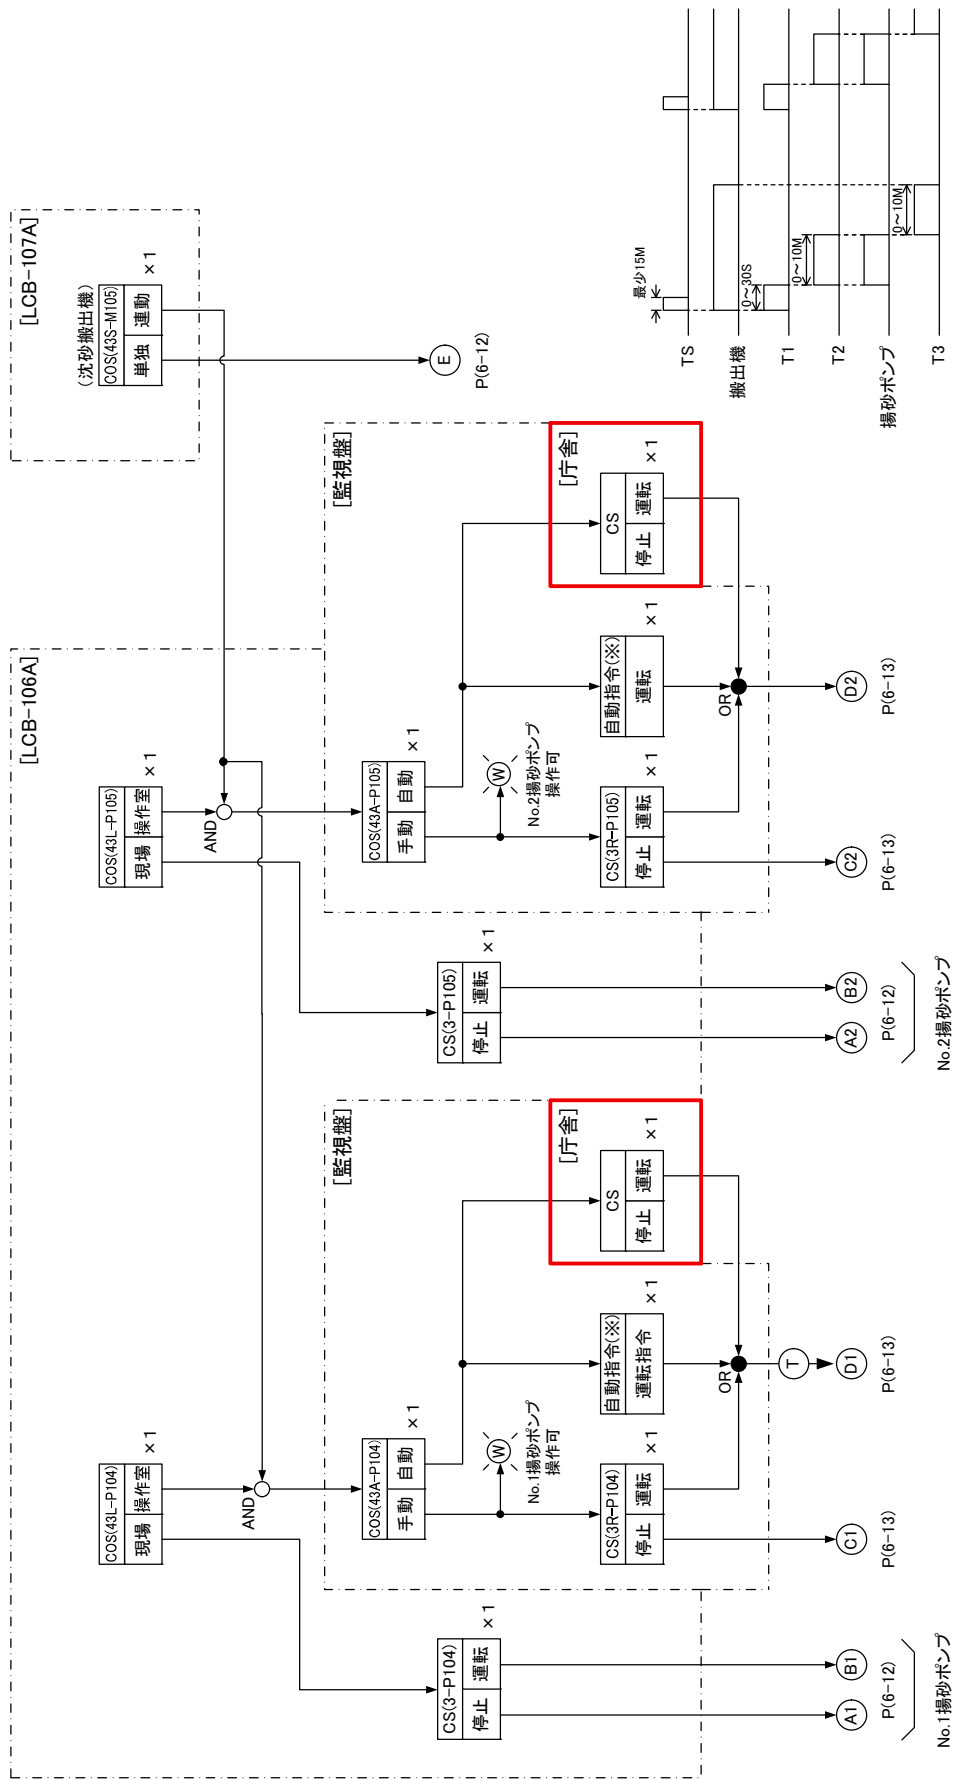 [LCB-106A]
[LCB-107A]
COS(43L-P104)
現場 操作室
×1
AND
CS(3-P104)
停止 運転
×1
[監視盤]
COS(43A-P104)
手動 自動
×1
W
No.1揚砂ポンプ
操作可
CS(3R-P104)
停止 運転
×1
自動指令(※)
運転指令
×1
[庁舎]
CS
停止 運転
×1
OR
T
A1
B1
P(6-12)
No.1揚砂ポンプ
C1
P(6-13)
D1
P(6-13)
COS(43L-P105)
現場 操作室
×1
AND
CS(3-P105)
停止 運転
×1
[監視盤]
COS(43A-P105)
手動 自動
×1
W
No.2揚砂ポンプ
操作可
CS(3R-P105)
停止 運転
×1
自動指令(※)
運転
×1
[庁舎]
CS
停止 運転
×1
OR
A2
B2
P(6-12)
No.2揚砂ポンプ
C2
P(6-13)
D2
P(6-13)
(沈砂搬出機)
COS(43S-M105)
単独 連動
×1
E
P(6-12)
最少15M
TS
搬出機
0～30S
T1
0～10M
T2
揚砂ポンプ
0～10M
T3